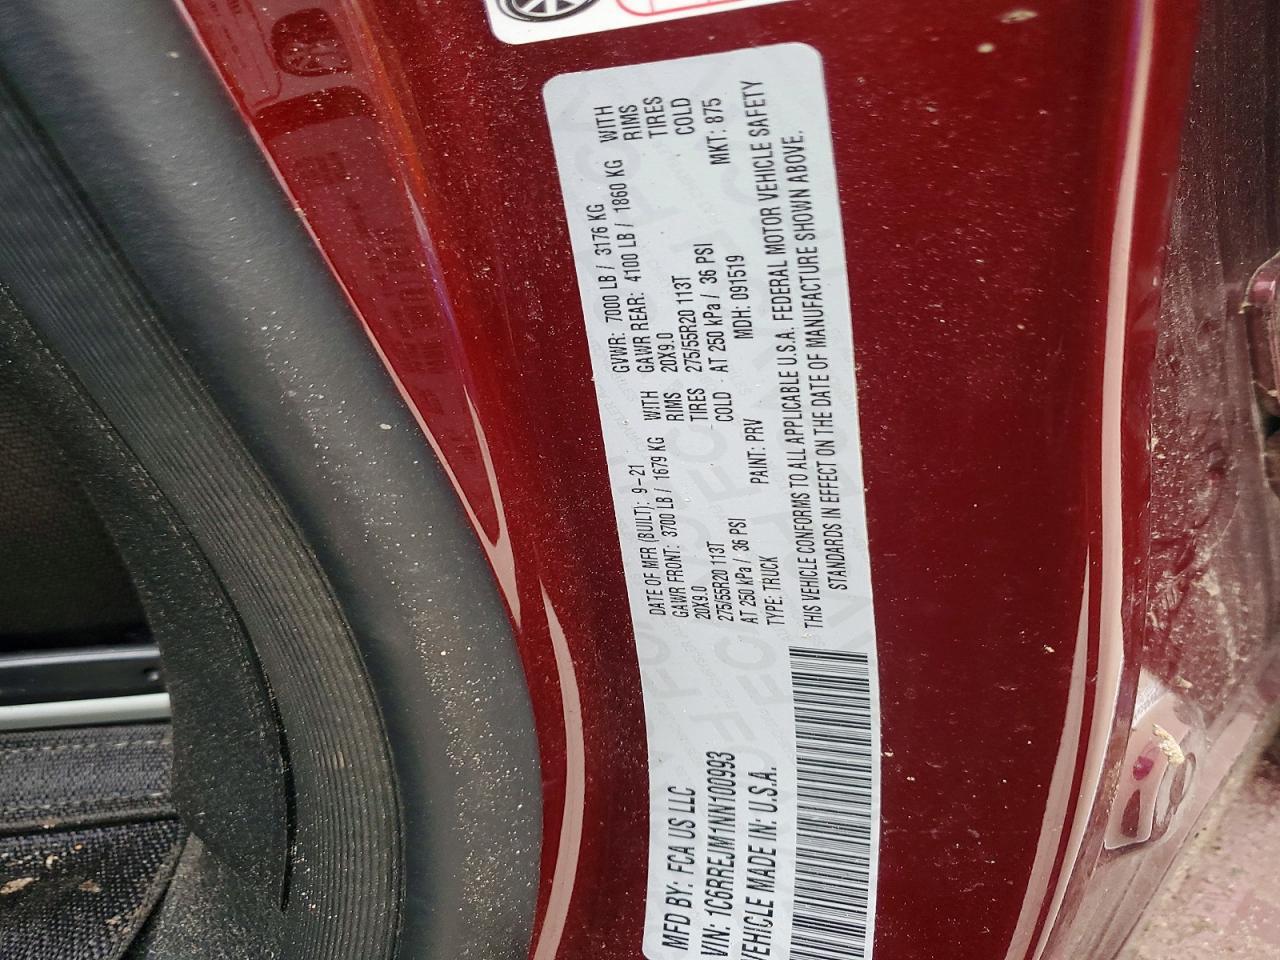 MFD BY: FCA US LLC
DATE OF MFR (BUILT): 9-21
GVWR: 7000 LB / 3176 KG
GAWR FRONT: 3700 LB / 1679 KG WITH
20X9.0 RIMS
275/55R20 113T TIRES
AT 250 kPa / 36 PSI COLD
GAWR REAR: 4100 LB / 1860 KG WITH
20X9.0 RIMS
275/55R20 113T TIRES
AT 250 kPa / 36 PSI COLD
VIN: 1C6RREJM1NN100993
TYPE: TRUCK PAINT: PRV MDH: 091519 MKT: 875
VEHICLE MADE IN: U.S.A.
THIS VEHICLE CONFORMS TO ALL APPLICABLE U.S.A. FEDERAL MOTOR VEHICLE SAFETY
STANDARDS IN EFFECT ON THE DATE OF MANUFACTURE SHOWN ABOVE.